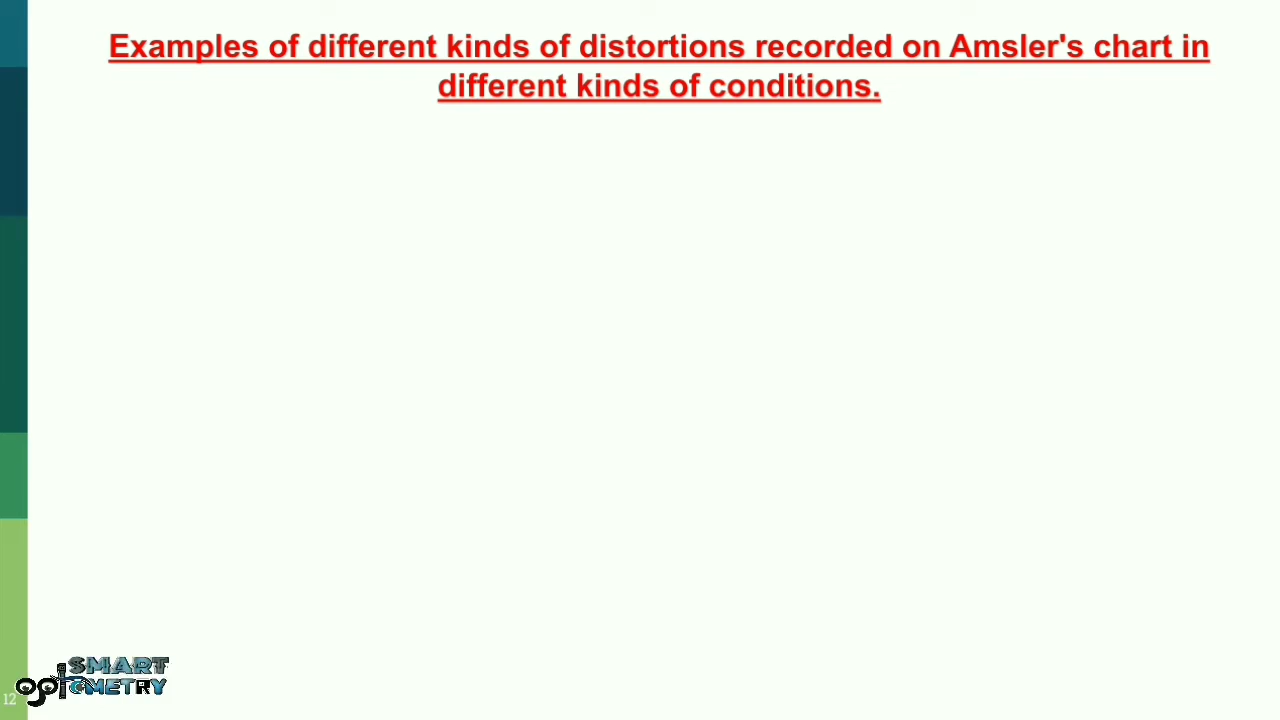 Examples of different kinds of distortions recorded on Amsler's chart in
different kinds of conditions.
SMART
optometry
12